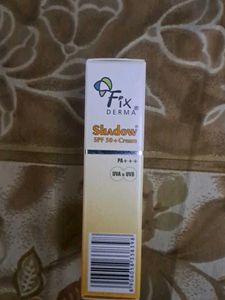 Fix
DERMA®
Shadow®
SPF 50+ Cream
PA+++
UVA & UVB